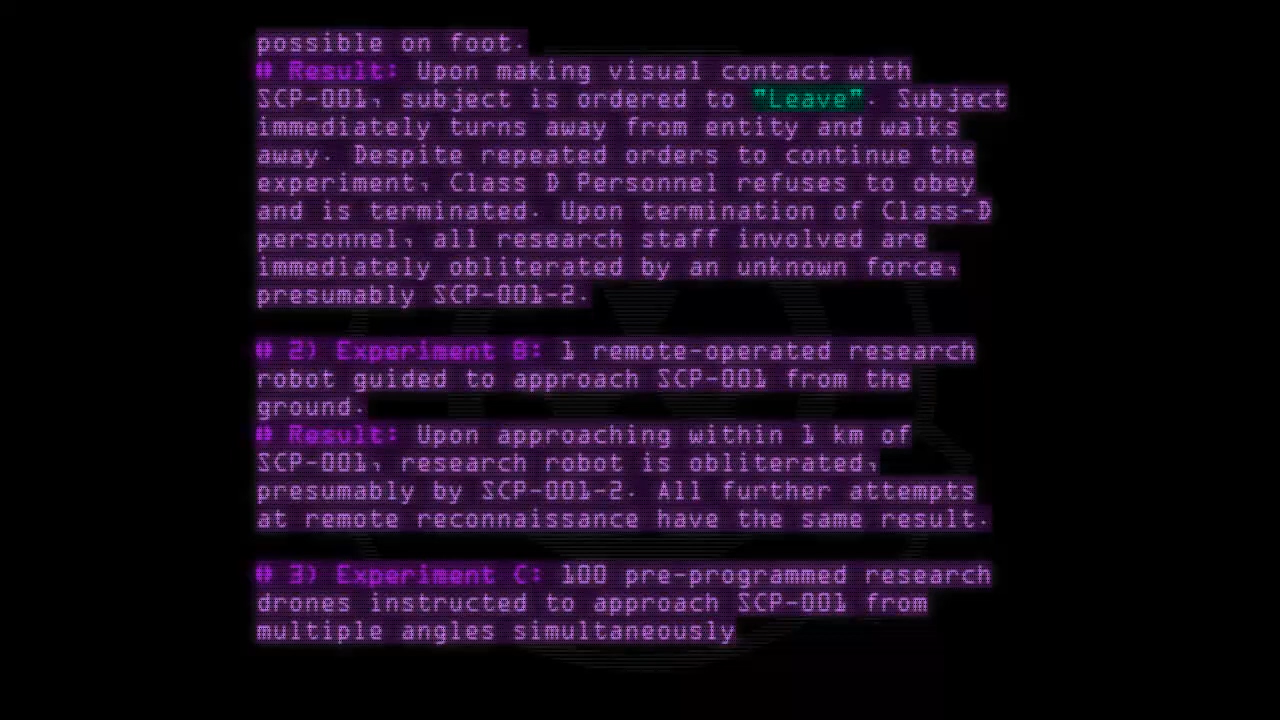 possible on foot.
# Result: Upon making visual contact with
SCP-001, subject is ordered to "Leave". Subject
immediately turns away from entity and walks
away. Despite repeated orders to continue the
experiment, Class D Personnel refuses to obey
and is terminated. Upon termination of Class-D
personnel, all research staff involved are
immediately obliterated by an unknown force,
presumably SCP-001-2.
# 2) Experiment B: 1 remote-operated research
robot guided to approach SCP-001 from the
ground.
# Result: Upon approaching within 1 km of
SCP-001, research robot is obliterated,
presumably by SCP-001-2. All further attempts
at remote reconnaissance have the same result.
# 3) Experiment C: 100 pre-programmed research
drones instructed to approach SCP-001 from
multiple angles simultaneously